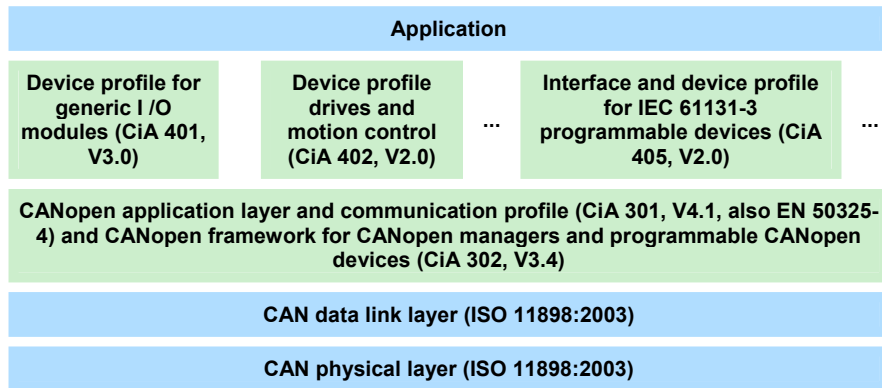 Application
Device profile for
generic I /O
modules (CiA 401,
V3.0)
Device profile
drives and
motion control
(CiA 402, V2.0)
...
Interface and device profile
for IEC 61131-3
programmable devices (CiA
405, V2.0)
...
CANopen application layer and communication profile (CiA 301, V4.1, also EN 50325-
4) and CANopen framework for CANopen managers and programmable CANopen
devices (CiA 302, V3.4)
CAN data link layer (ISO 11898:2003)
CAN physical layer (ISO 11898:2003)